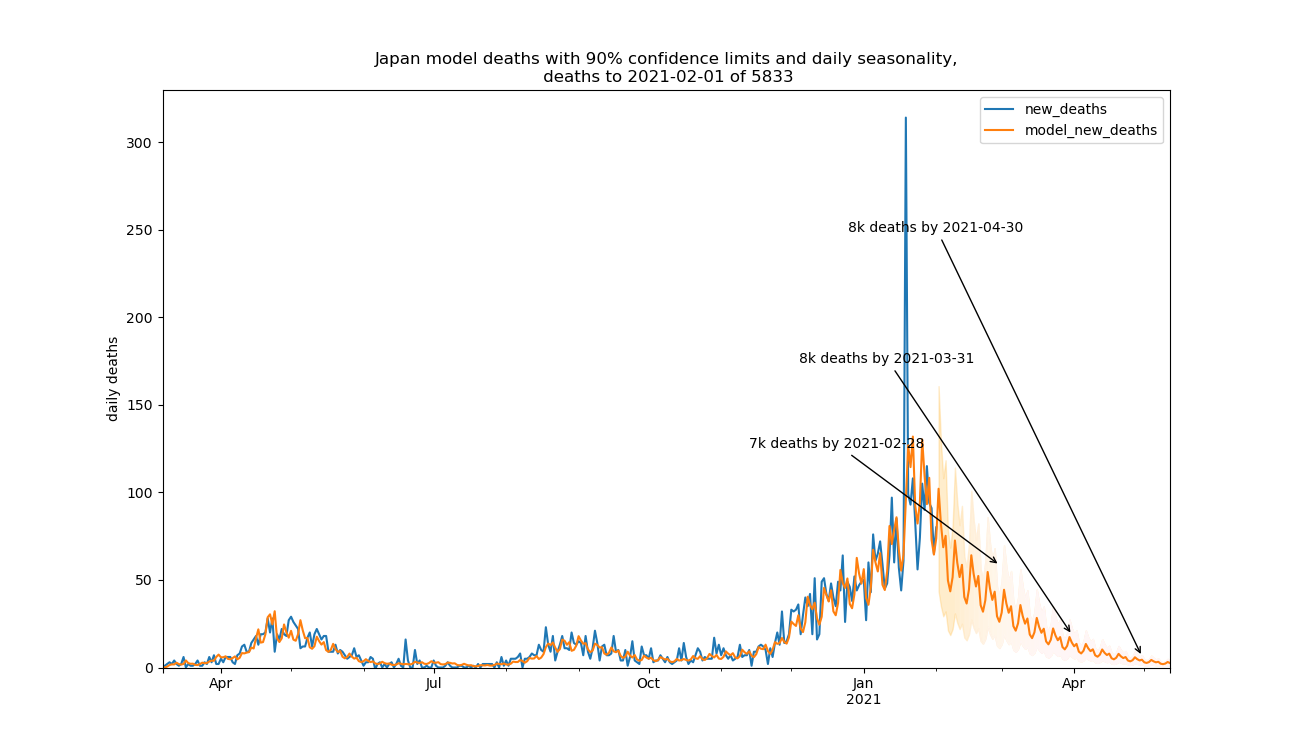 Japan model deaths with 90% confidence limits and daily seasonality,
deaths to 2021-02-01 of 5833
new_deaths
model_new_deaths
300
250
200
150
100
50
0
daily deaths
8k deaths by 2021-04-30
8k deaths by 2021-03-31
7k deaths by 2021-02-28
Apr
Jul
Oct
Jan
2021
Apr